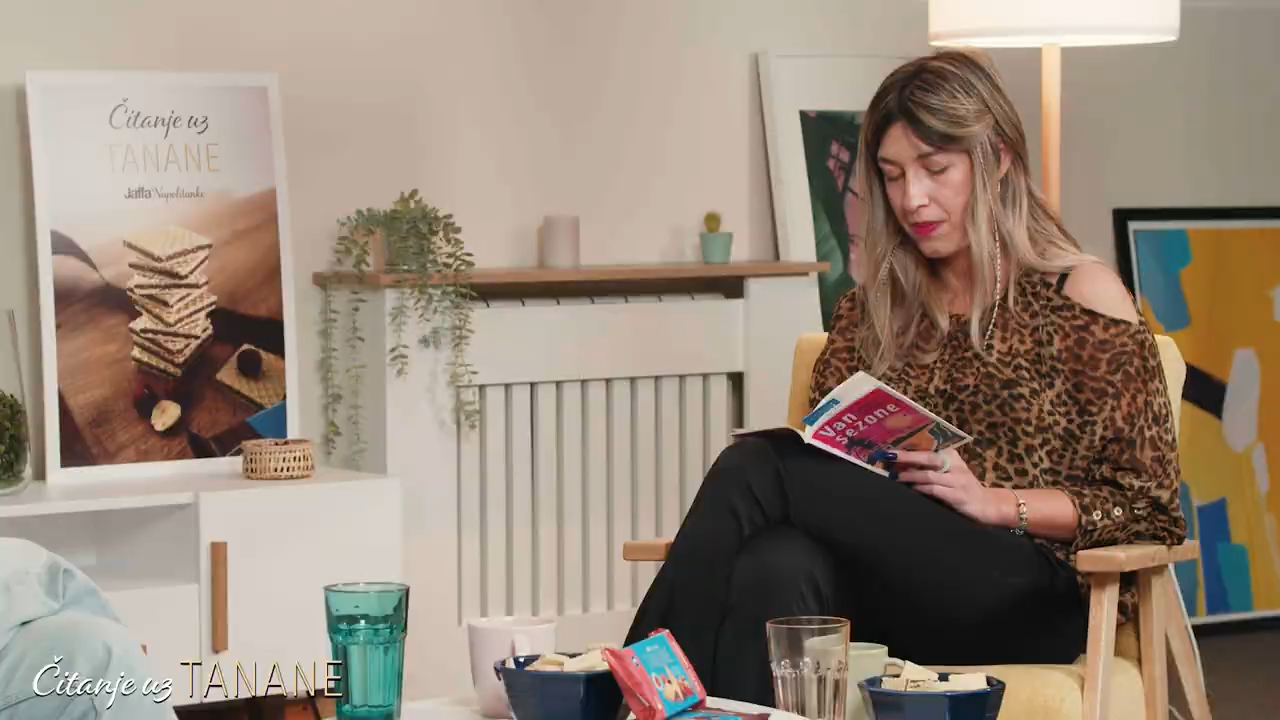 Čitanje uz
TANANE
Jaffa Napolitanke
Van
sezone
Čitanje uz TANANE